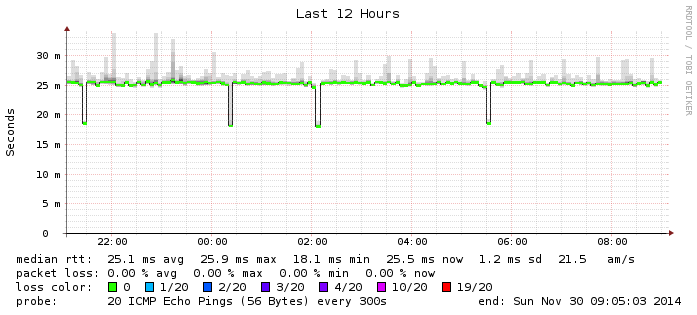 Last 12 Hours
RRDTOOL / TOBI OETIKER
Seconds
30 m
25 m
20 m
15 m
10 m
5 m
0
22:00 00:00 02:00 04:00 06:00 08:00
median rtt: 25.1 ms avg 25.9 ms max 18.1 ms min 25.5 ms now 1.2 ms sd 21.5 am/s
packet loss: 0.00 % avg 0.00 % max 0.00 % min 0.00 % now
loss color: 0 1/20 2/20 3/20 4/20 10/20 19/20
probe: 20 ICMP Echo Pings (56 Bytes) every 300s end: Sun Nov 30 09:05:03 2014